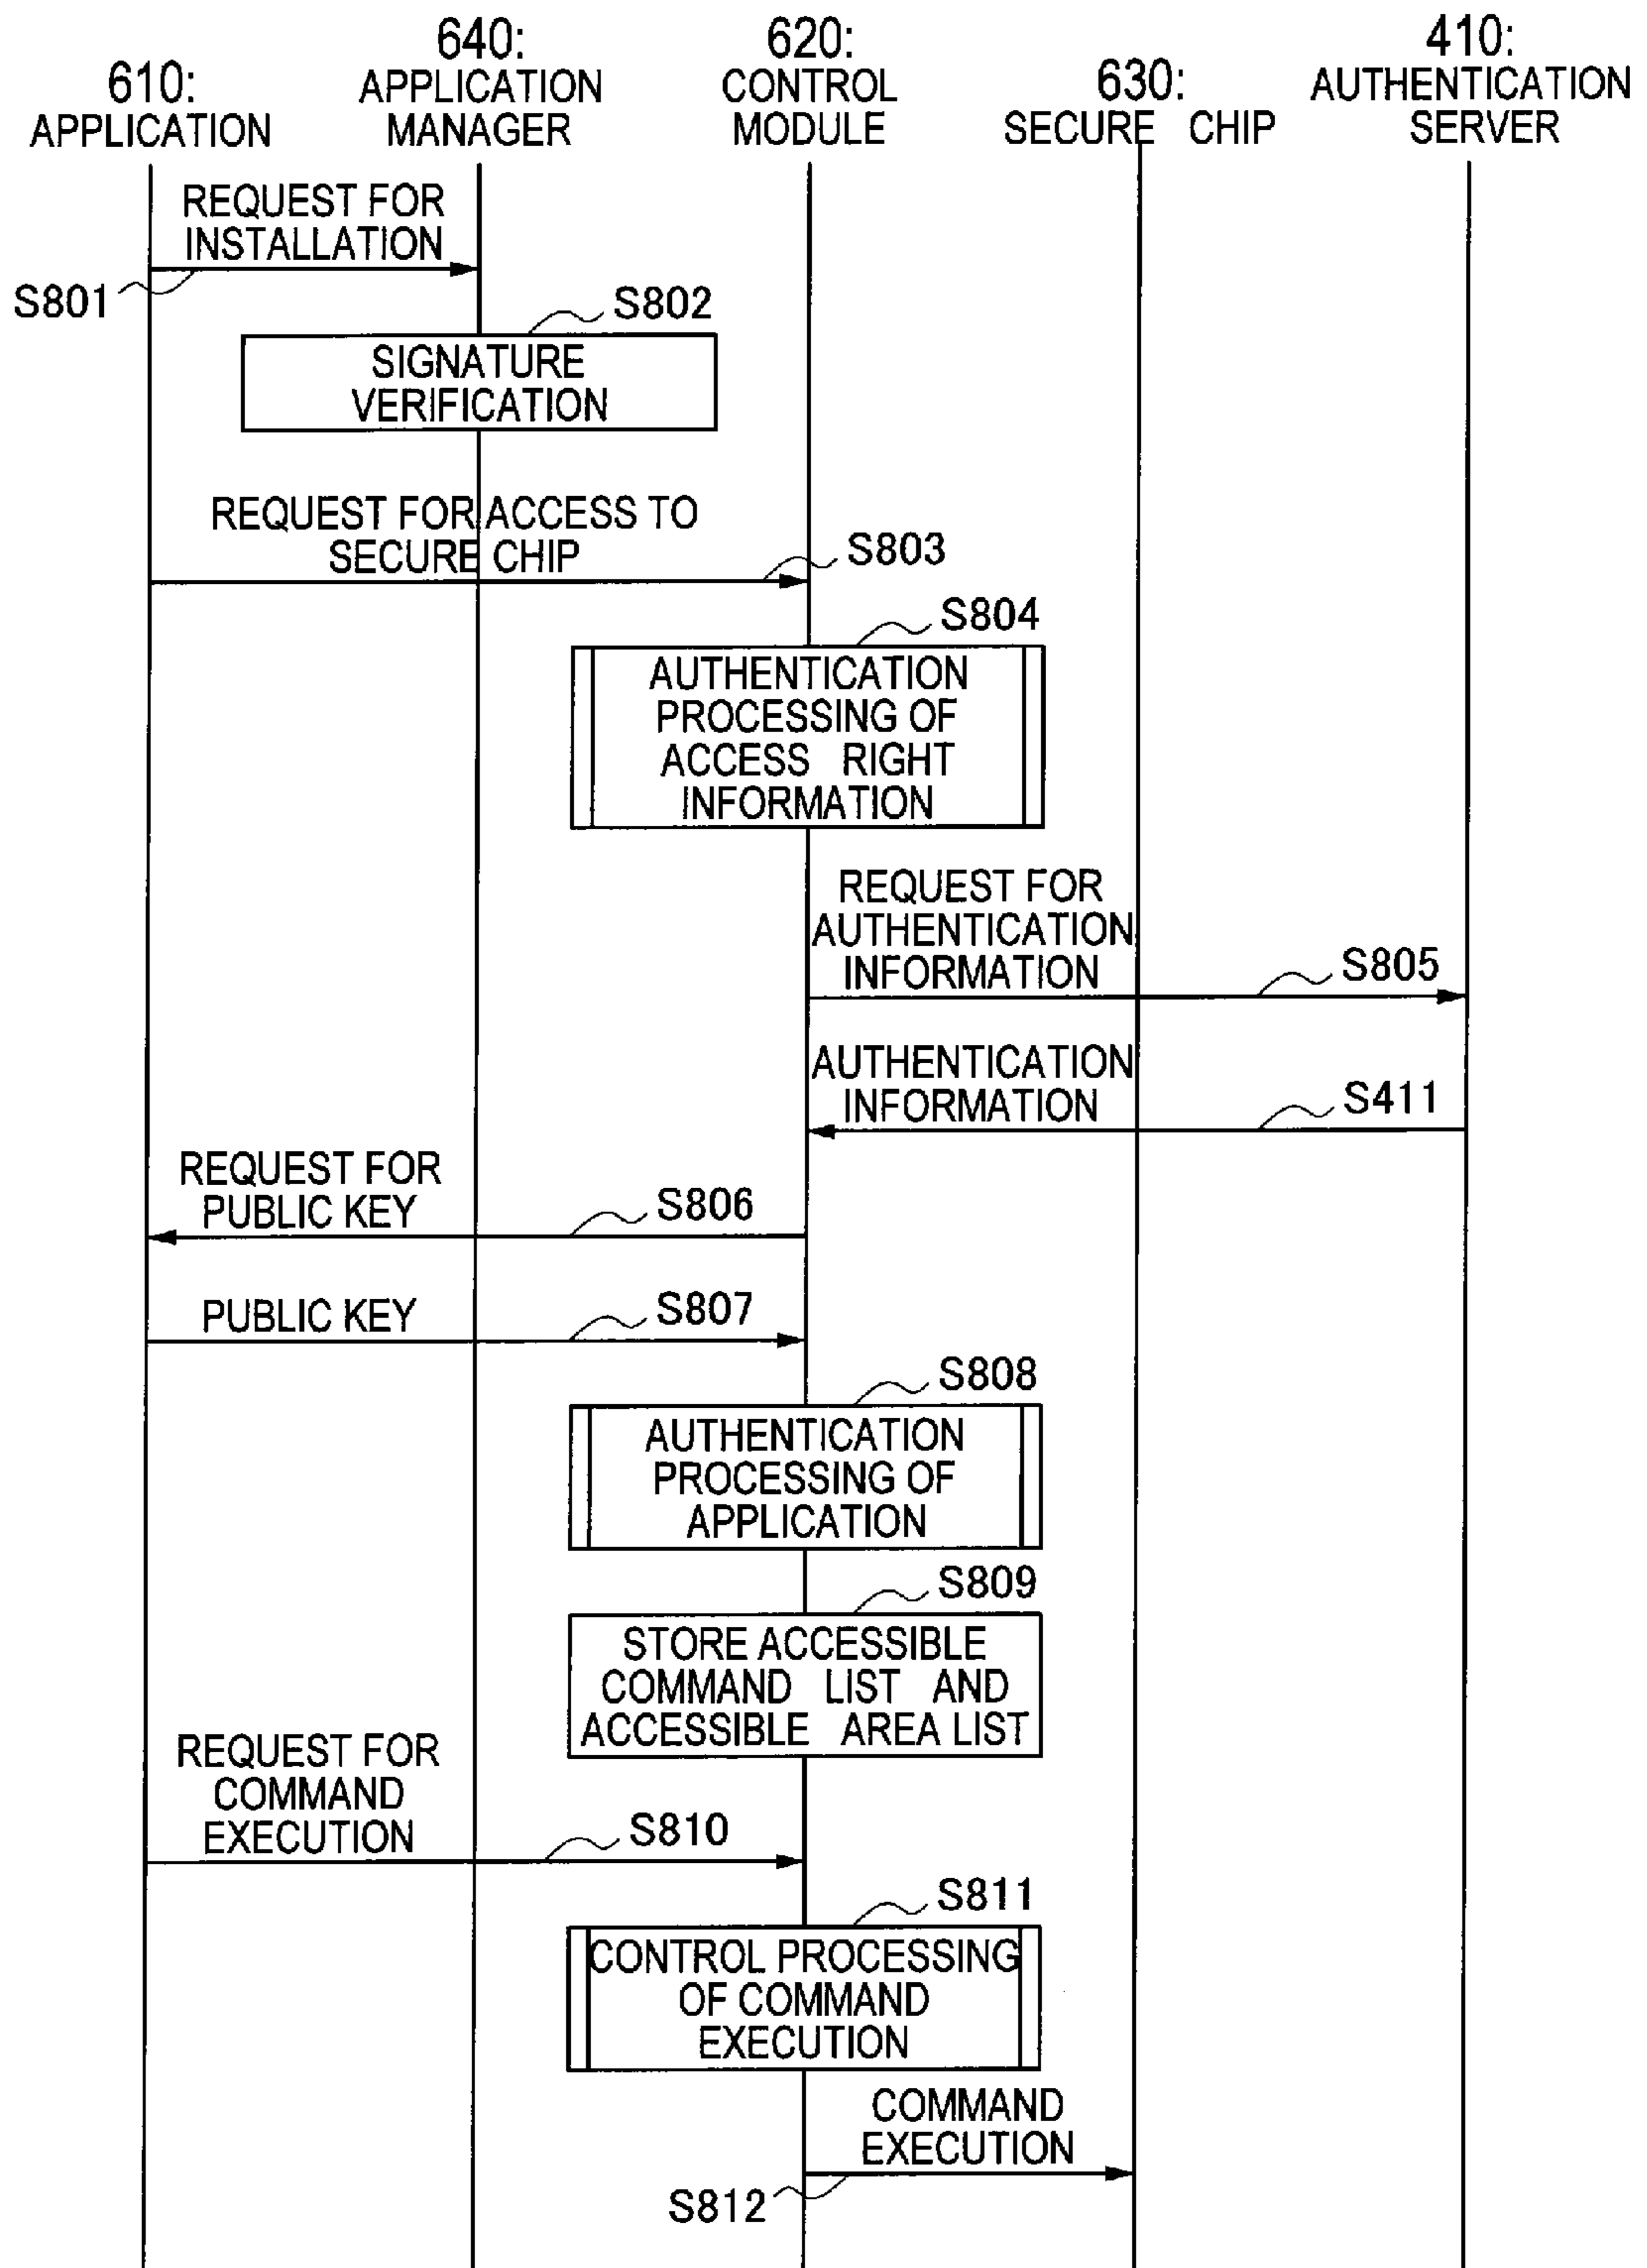 610:
APPLICATION
640:
APPLICATION
MANAGER
620:
CONTROL
MODULE
630:
SECURE CHIP
410:
AUTHENTICATION
SERVER
REQUEST FOR
INSTALLATION
S801
S802
SIGNATURE
VERIFICATION
REQUEST FOR ACCESS TO
SECURE CHIP
S803
S804
AUTHENTICATION
PROCESSING OF
ACCESS RIGHT
INFORMATION
REQUEST FOR
AUTHENTICATION
INFORMATION
S805
AUTHENTICATION
INFORMATION
S411
REQUEST FOR
PUBLIC KEY
S806
PUBLIC KEY
S807
S808
AUTHENTICATION
PROCESSING OF
APPLICATION
S809
STORE ACCESSIBLE
COMMAND LIST AND
ACCESSIBLE AREA LIST
REQUEST FOR
COMMAND
EXECUTION
S810
S811
CONTROL PROCESSING
OF COMMAND
EXECUTION
COMMAND
EXECUTION
S812